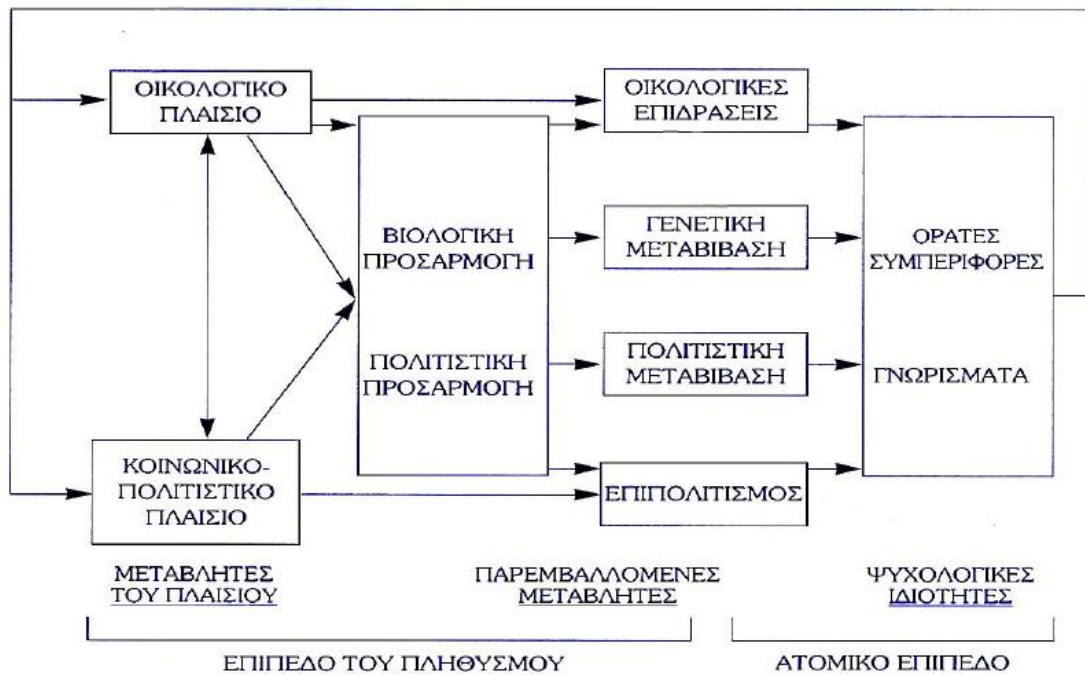 ΟΙΚΟΛΟΓΙΚΟ
ΠΛΑΙΣΙΟ
ΟΙΚΟΛΟΓΙΚΕΣ
ΕΠΙΔΡΑΣΕΙΣ
ΒΙΟΛΟΓΙΚΗ
ΠΡΟΣΑΡΜΟΓΗ
ΓΕΝΕΤΙΚΗ
ΜΕΤΑΒΙΒΑΣΗ
ΟΡΑΤΕΣ
ΣΥΜΠΕΡΙΦΟΡΕΣ
ΠΟΛΙΤΙΣΤΙΚΗ
ΠΡΟΣΑΡΜΟΓΗ
ΠΟΛΙΤΙΣΤΙΚΗ
ΜΕΤΑΒΙΒΑΣΗ
ΓΝΩΡΙΣΜΑΤΑ
ΚΟΙΝΩΝΙΚΟ-
ΠΟΛΙΤΙΣΤΙΚΟ
ΠΛΑΙΣΙΟ
ΕΠΙΠΟΛΙΤΙΣΜΟΣ
ΜΕΤΑΒΛΗΤΕΣ
ΤΟΥ ΠΛΑΙΣΙΟΥ
ΠΑΡΕΜΒΑΛΛΟΜΕΝΕΣ
ΜΕΤΑΒΛΗΤΕΣ
ΨΥΧΟΛΟΓΙΚΕΣ
ΙΔΙΟΤΗΤΕΣ
ΕΠΙΠΕΔΟ ΤΟΥ ΠΛΗΘΥΣΜΟΥ
ΑΤΟΜΙΚΟ ΕΠΙΠΕΔΟ